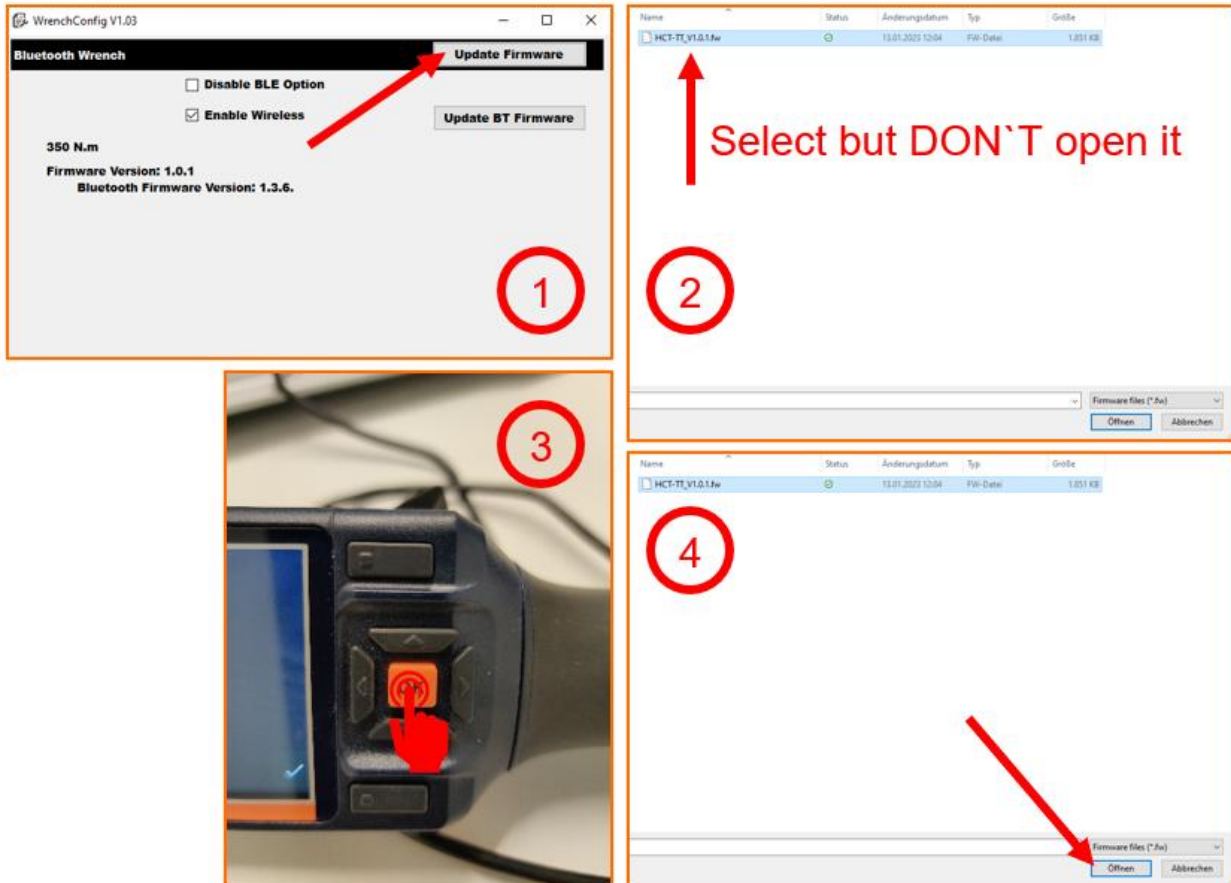 WrenchConfig V1.03
Bluetooth Wrench
Update Firmware
Disable BLE Option
Enable Wireless
Update BT Firmware
350 N.m
Firmware Version: 1.0.1
Bluetooth Firmware Version: 1.3.6.
1
Name Status Änderungsdatum Typ Größe
HCT-TT_V1.0.1.fw 13.01.2023 12:04 FW-Datei 1.851 KB
Select but DON`T open it
2
Firmware files (*.fw)
Öffnen Abbrechen
3
Name Status Änderungsdatum Typ Größe
HCT-TT_V1.0.1.fw 13.01.2023 12:04 FW-Datei 1.851 KB
4
Firmware files (*.fw)
Öffnen Abbrechen